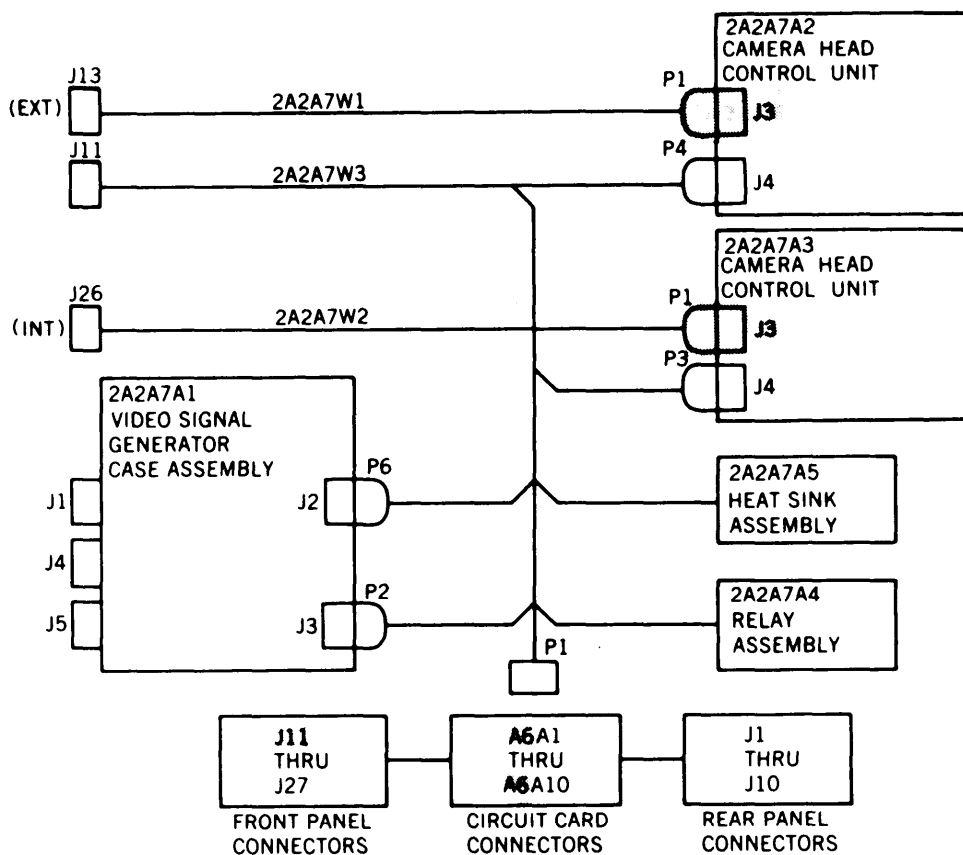 2A2A7A2
CAMERA HEAD
CONTROL UNIT
J13
(EXT)
2A2A7W1
P1
J3
J11
2A2A7W3
P4
J4
2A2A7A3
CAMERA HEAD
CONTROL UNIT
J26
(INT)
2A2A7W2
P1
J3
P3
J4
2A2A7A1
VIDEO SIGNAL
GENERATOR
CASE ASSEMBLY
J1
J4
J5
J2
P6
J3
P2
2A2A7A5
HEAT SINK
ASSEMBLY
2A2A7A4
RELAY
ASSEMBLY
P1
J11
THRU
J27
FRONT PANEL
CONNECTORS
A6A1
THRU
A6A10
CIRCUIT CARD
CONNECTORS
J1
THRU
J10
REAR PANEL
CONNECTORS